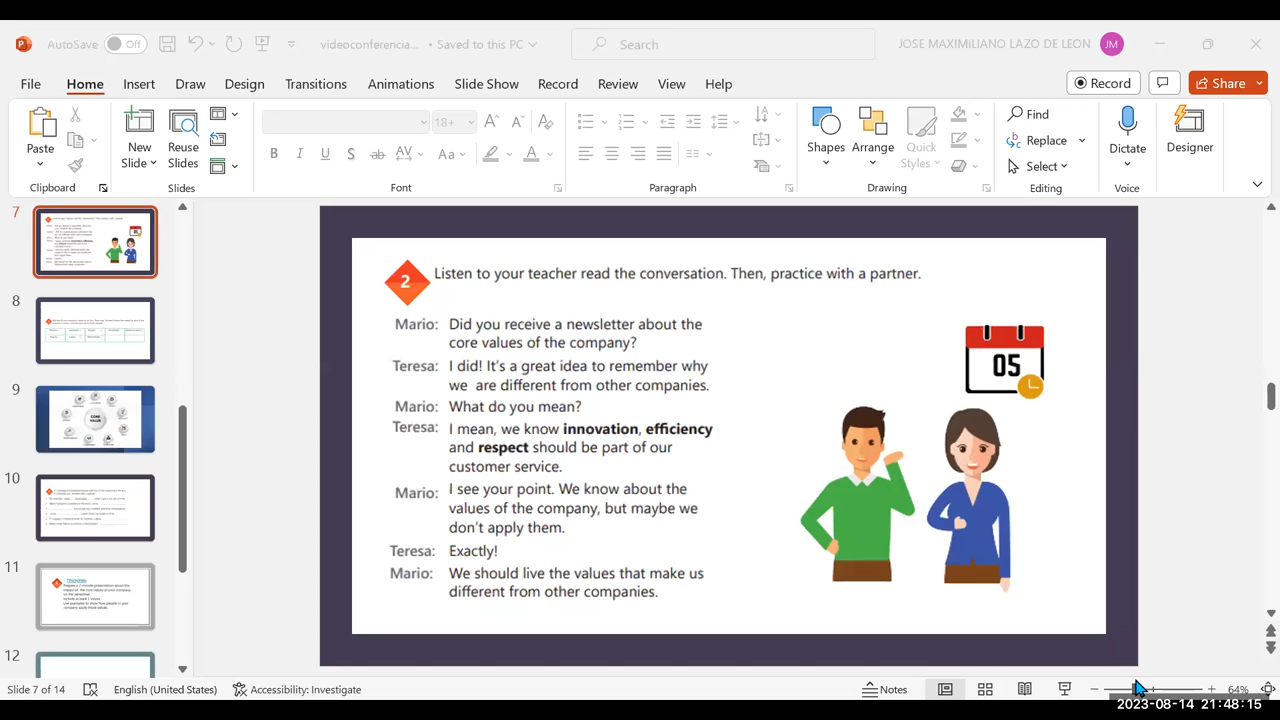 AutoSave Off videoconferencia... • Saved to this PC Search JOSE MAXIMILIANO LAZO DE LEON JM
File Home Insert Draw Design Transitions Animations Slide Show Record Review View Help Record Share
Paste New Slide Reuse Slides 18+ Shapes Arrange Quick Styles Find Replace Select Dictate Designer
Clipboard Slides Font Paragraph Drawing Editing Voice
7
8
9
CORE VALUE
10
11
12
2 Listen to your teacher read the conversation. Then, practice with a partner.
Mario: Did you receive a newsletter about the
core values of the company?
Teresa: I did! It's a great idea to remember why
we are different from other companies.
Mario: What do you mean?
Teresa: I mean, we know innovation, efficiency
and respect should be part of our
customer service.
Mario: I see your point. We know about the
values of the company, but maybe we
don't apply them.
Teresa: Exactly!
Mario: We should live the values that make us
different from other companies.
05
Slide 7 of 14 English (United States) Accessibility: Investigate Notes 64%
2023-08-14 21:48:15